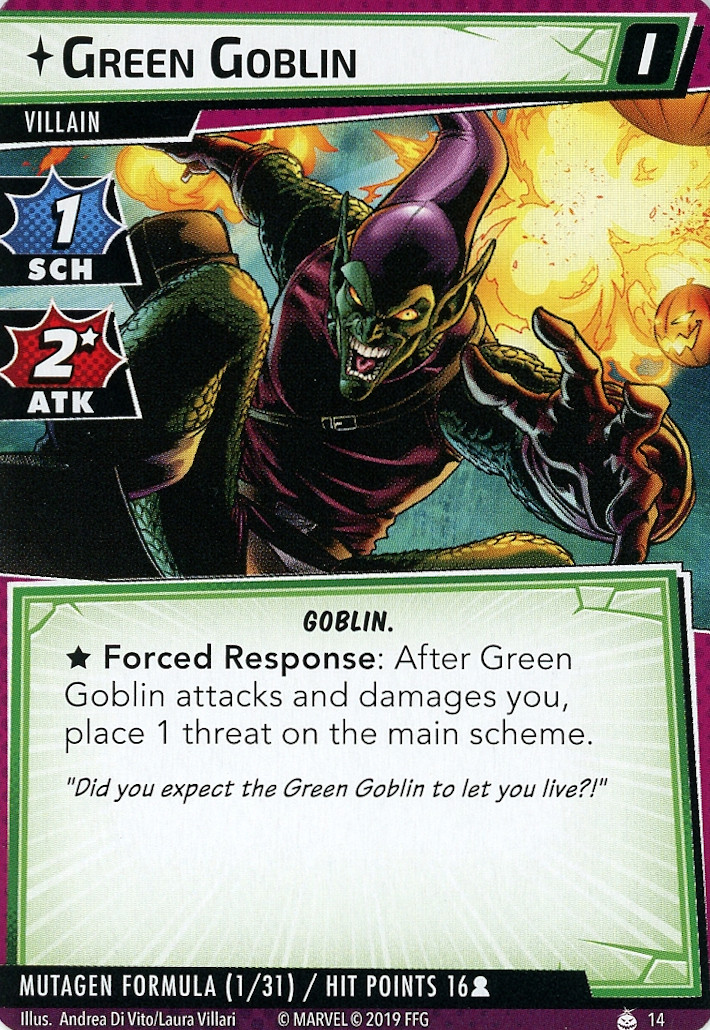 GREEN GOBLIN
I
VILLAIN
1
SCH
2★
ATK
GOBLIN.
★ Forced Response: After Green
Goblin attacks and damages you,
place 1 threat on the main scheme.
"Did you expect the Green Goblin to let you live?!"
MUTAGEN FORMULA (1/31) / HIT POINTS 16
Illus. Andrea Di Vito/Laura Villari © MARVEL © 2019 FFG 14